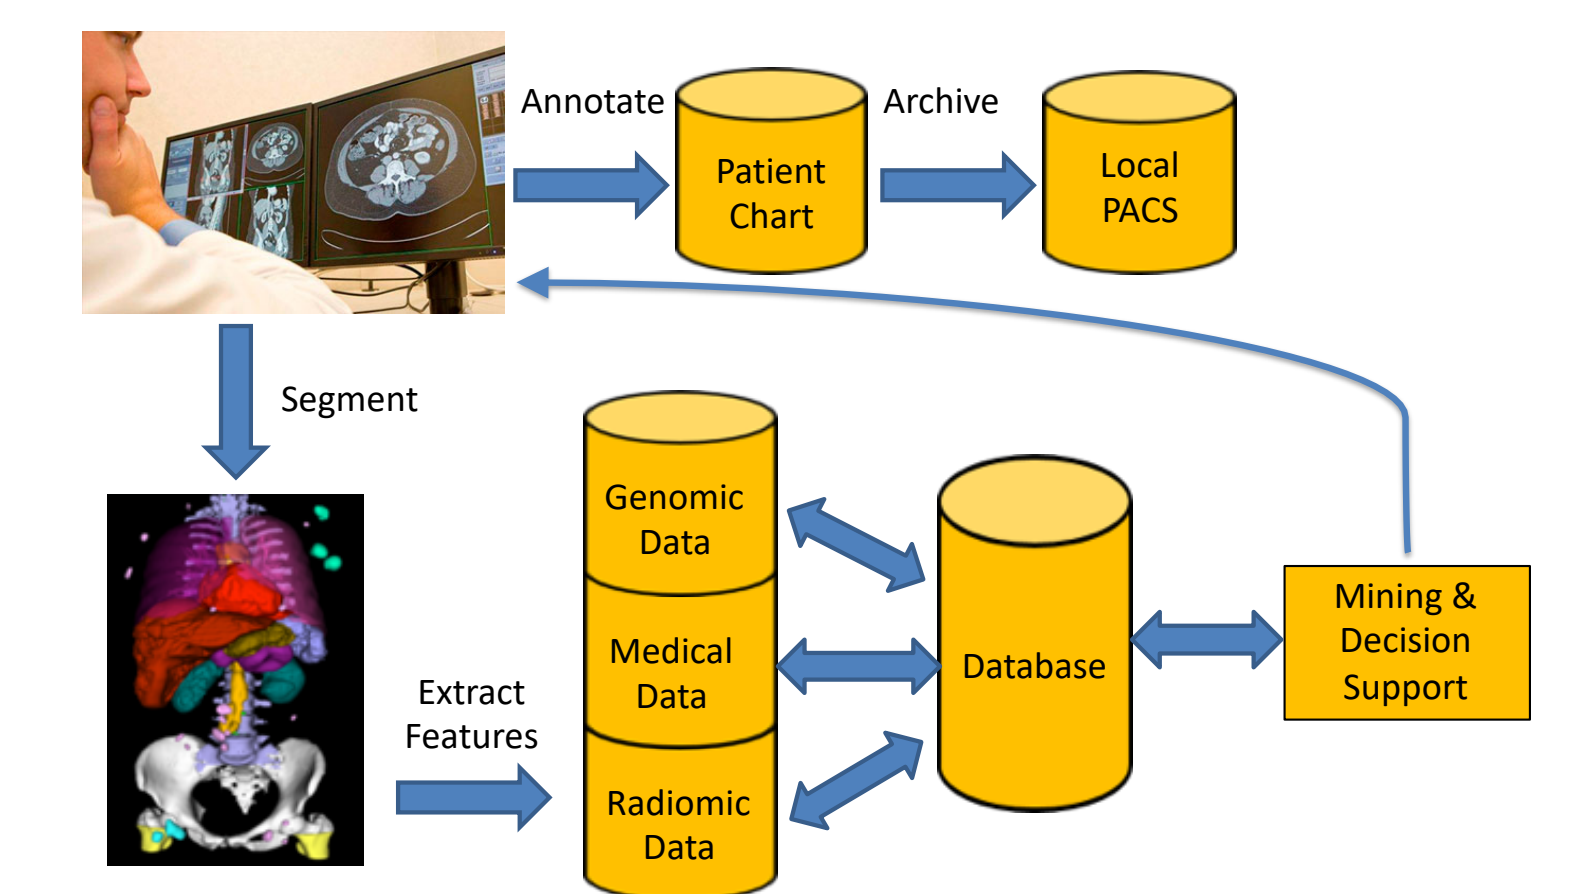 Annotate
Patient
Chart
Archive
Local
PACS
Segment
Extract
Features
Genomic
Data
Medical
Data
Radiomic
Data
Database
Mining &
Decision
Support